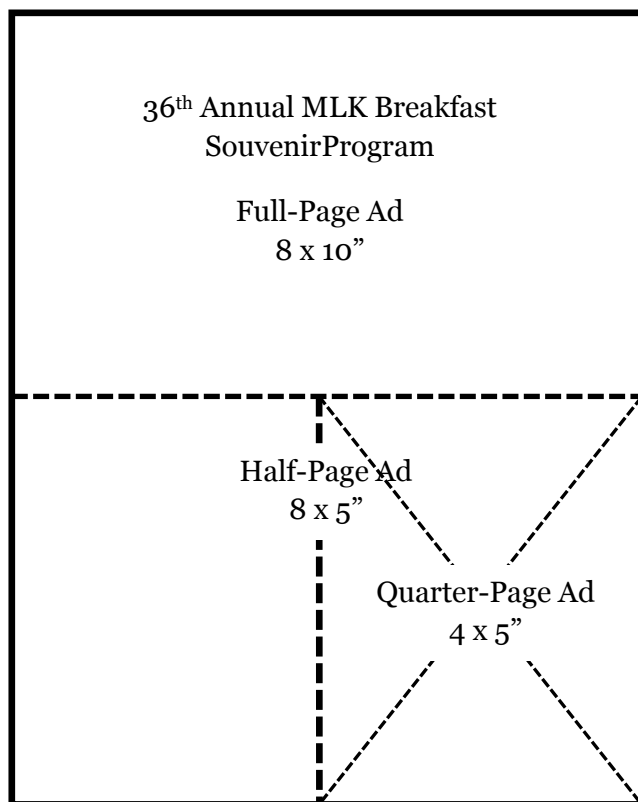 36th Annual MLK Breakfast
SouvenirProgram
Full-Page Ad
8 x 10”
Half-Page Ad
8 x 5”
Quarter-Page Ad
4 x 5”